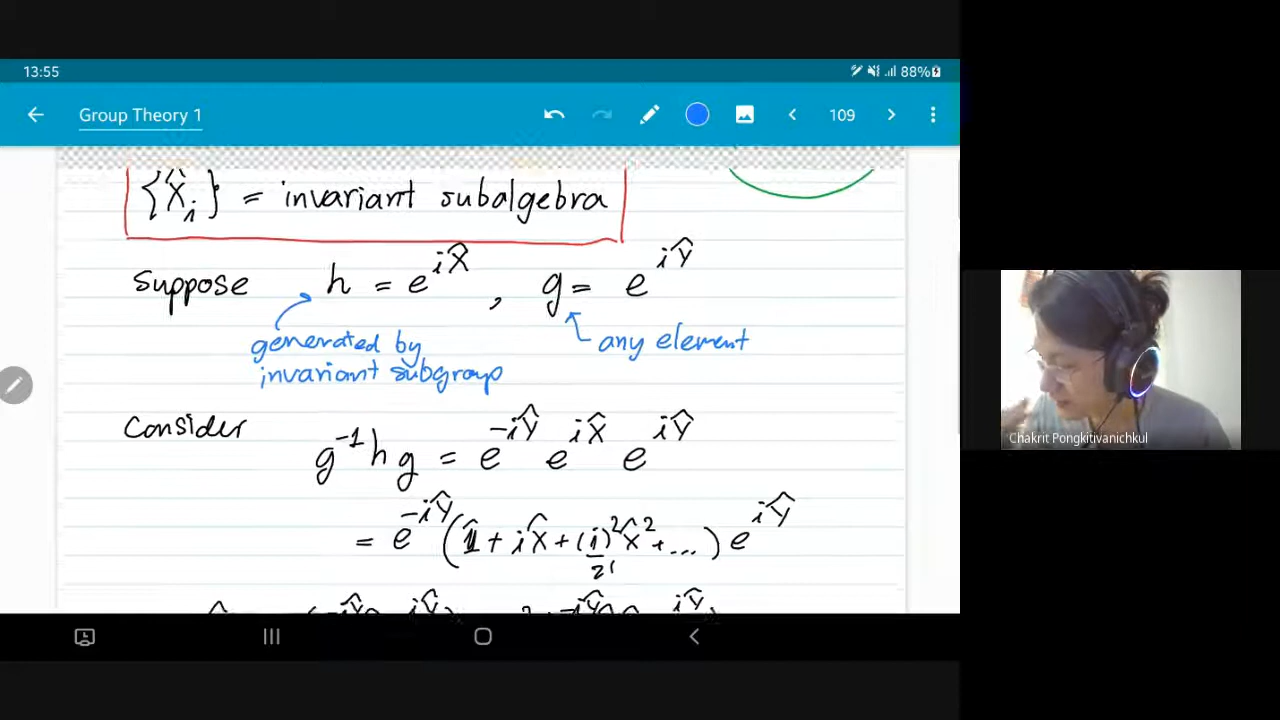 13:55
88%
Group Theory 1
109
{X̂ᵢ} = invariant subalgebra
Suppose h = e^{iX̂} , g = e^{iŶ}
generated by
invariant subgroup
any element
Consider
g⁻¹hg = e^{-iŶ} e^{iX̂} e^{iŶ}
= e^{-iŶ} (1̂ + iX̂ + (i)²/2! X̂² + ...) e^{iŶ}
Chakrit Pongkitivanichkul